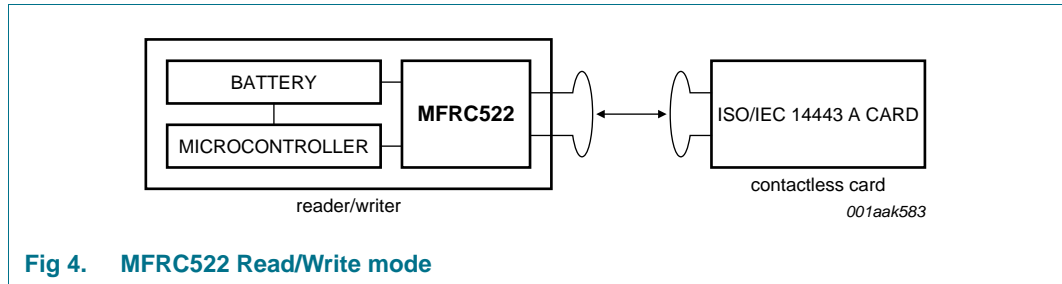 BATTERY
MICROCONTROLLER
MFRC522
ISO/IEC 14443 A CARD
reader/writer
contactless card
001aak583
Fig 4. MFRC522 Read/Write mode